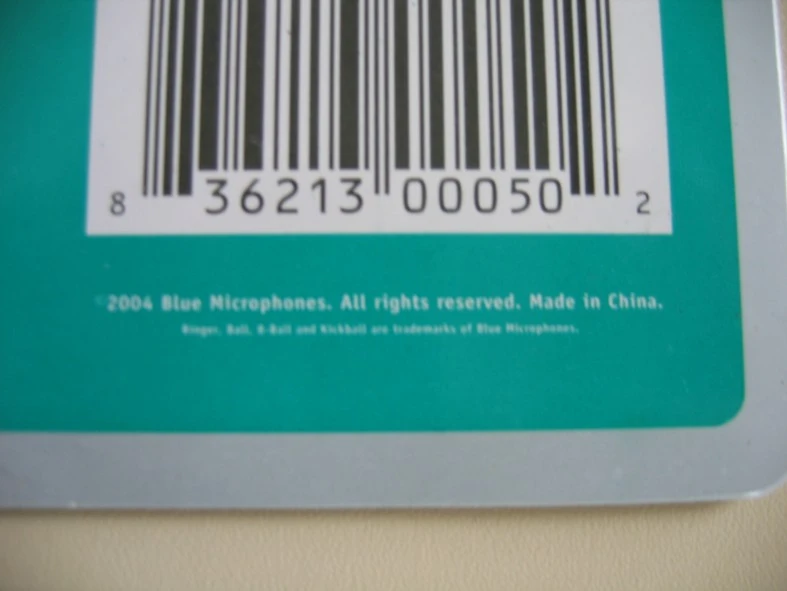 8 36213 00050 2
©2004 Blue Microphones. All rights reserved. Made in China.
Ringer, Ball, 8-Ball and Kickball are trademarks of Blue Microphones.